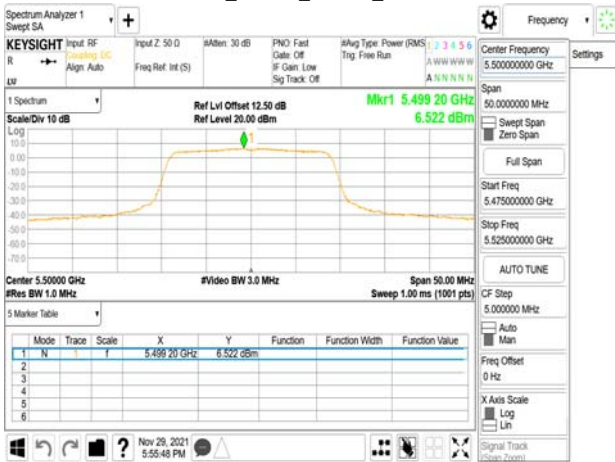 Spectrum Analyzer 1
Swept SA
+
Frequency
KEYSIGHT
Input: RF
Coupling: DC
Align: Auto
Input Z: 50 Ω
Freq Ref: Int (S)
#Atten: 30 dB
PNO: Fast
Gate: Off
IF Gain: Low
Sig Track: Off
#Avg Type: Power (RMS
Trig: Free Run
1 2 3 4 5 6
A W W W W W
A N N N N N
R
LU
Center Frequency
5.500000000 GHz
Settings
Span
50.0000000 MHz
Swept Span
Zero Span
Full Span
Start Freq
5.475000000 GHz
Stop Freq
5.525000000 GHz
AUTO TUNE
CF Step
5.000000 MHz
Auto
Man
Freq Offset
0 Hz
X Axis Scale
Log
Lin
Signal Track
(Span Zoom)
1 Spectrum
Scale/Div 10 dB
Ref Lvl Offset 12.50 dB
Ref Level 20.00 dBm
Mkr1 5.499 20 GHz
6.522 dBm
Log
10.0
0.00
-10.0
-20.0
-30.0
-40.0
-50.0
-60.0
-70.0
1
Center 5.50000 GHz
#Res BW 1.0 MHz
#Video BW 3.0 MHz
Span 50.00 MHz
Sweep 1.00 ms (1001 pts)
5 Marker Table
Mode Trace Scale X Y Function Function Width Function Value
1 N 1 f 5.499 20 GHz 6.522 dBm
2
3
4
5
6
?
Nov 29, 2021
5:55:48 PM